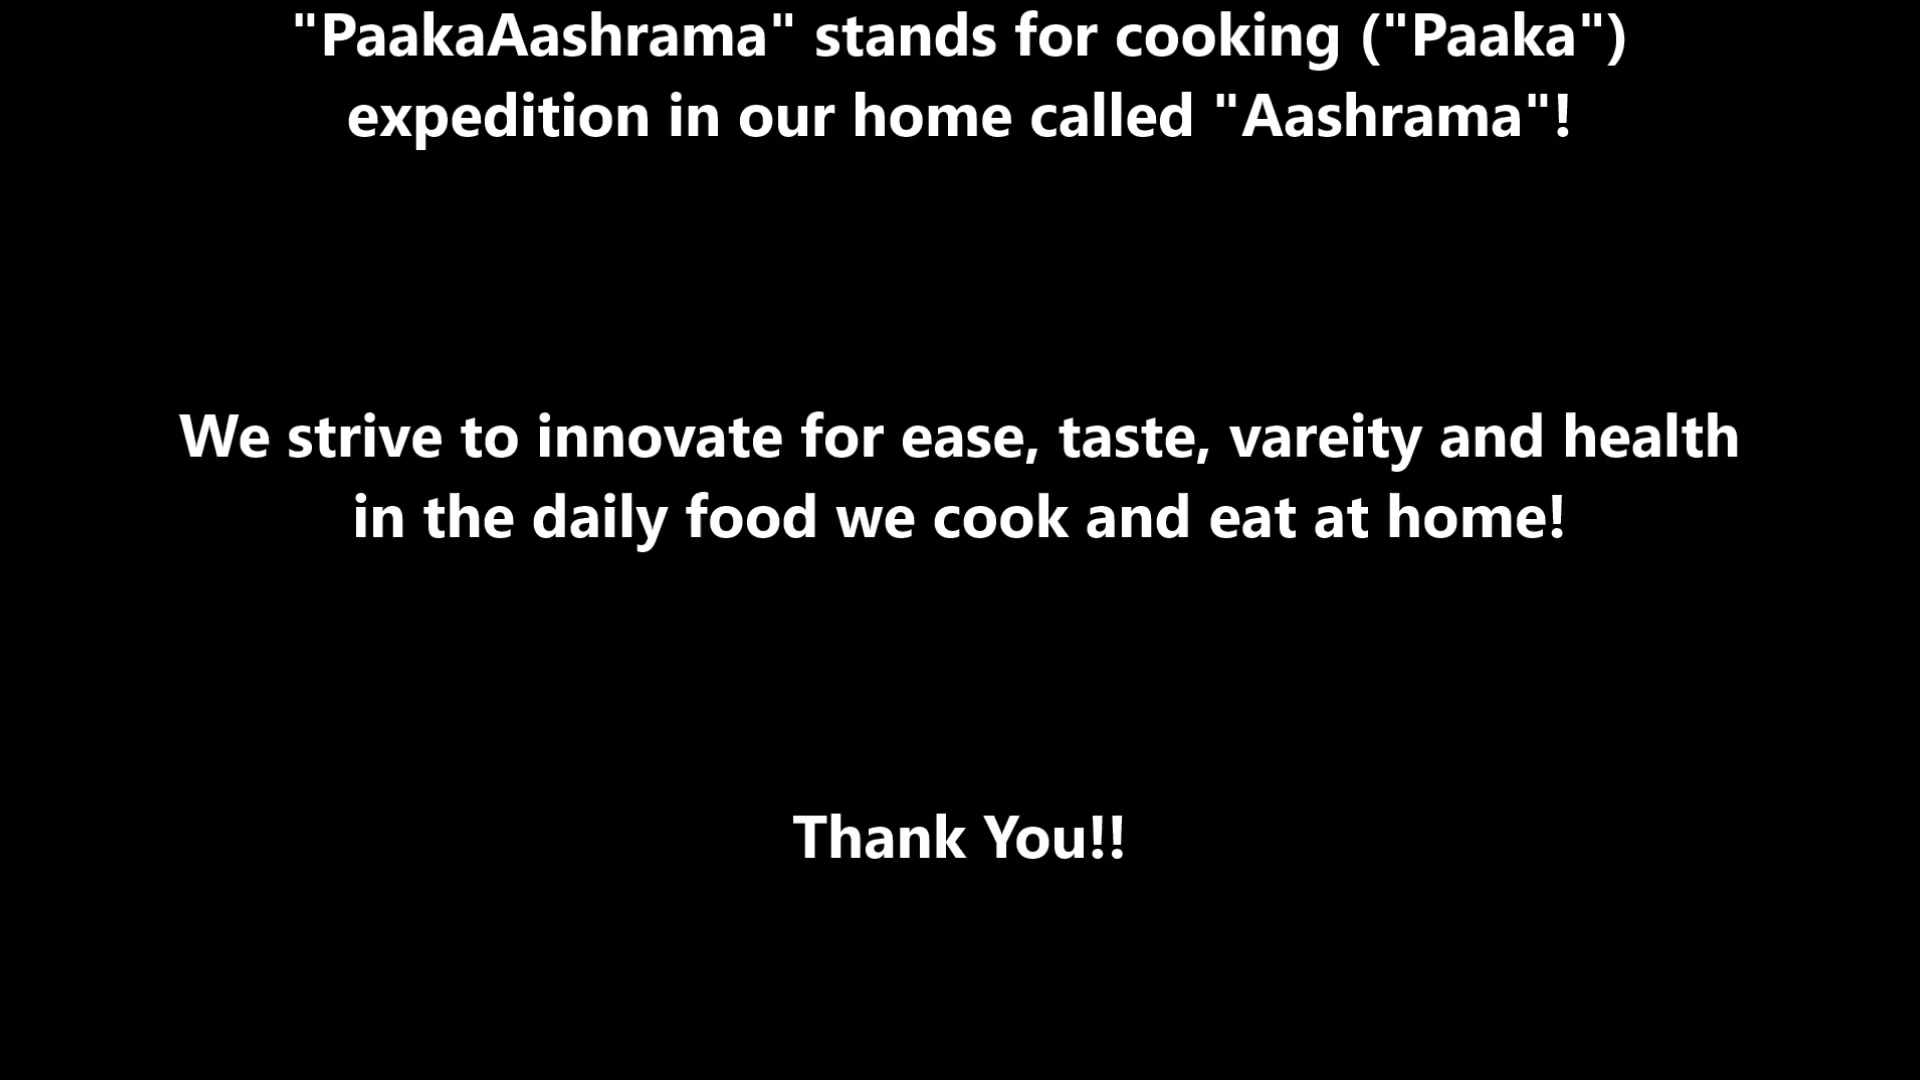 "PaakaAashrama" stands for cooking ("Paaka")
expedition in our home called "Aashrama"!
We strive to innovate for ease, taste, vareity and health
in the daily food we cook and eat at home!
Thank You!!